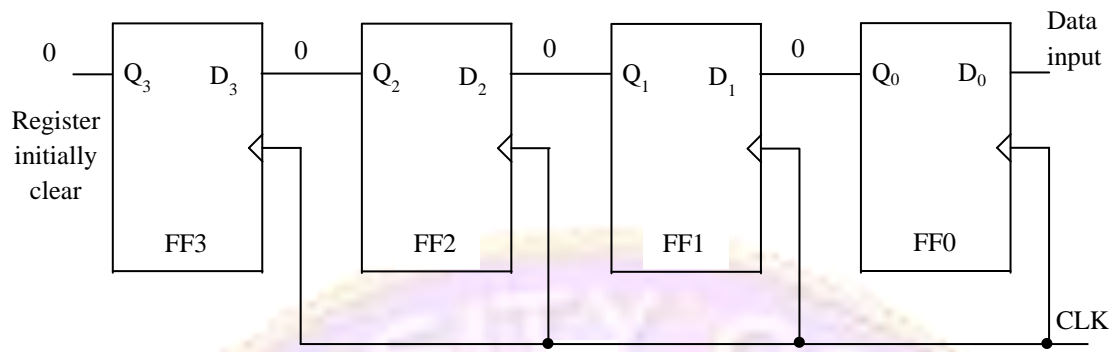 0
Q₃ D₃
0
Q₂ D₂
0
Q₁ D₁
0
Q₀ D₀
Data
input
Register
initially
clear
FF3
FF2
FF1
FF0
CLK